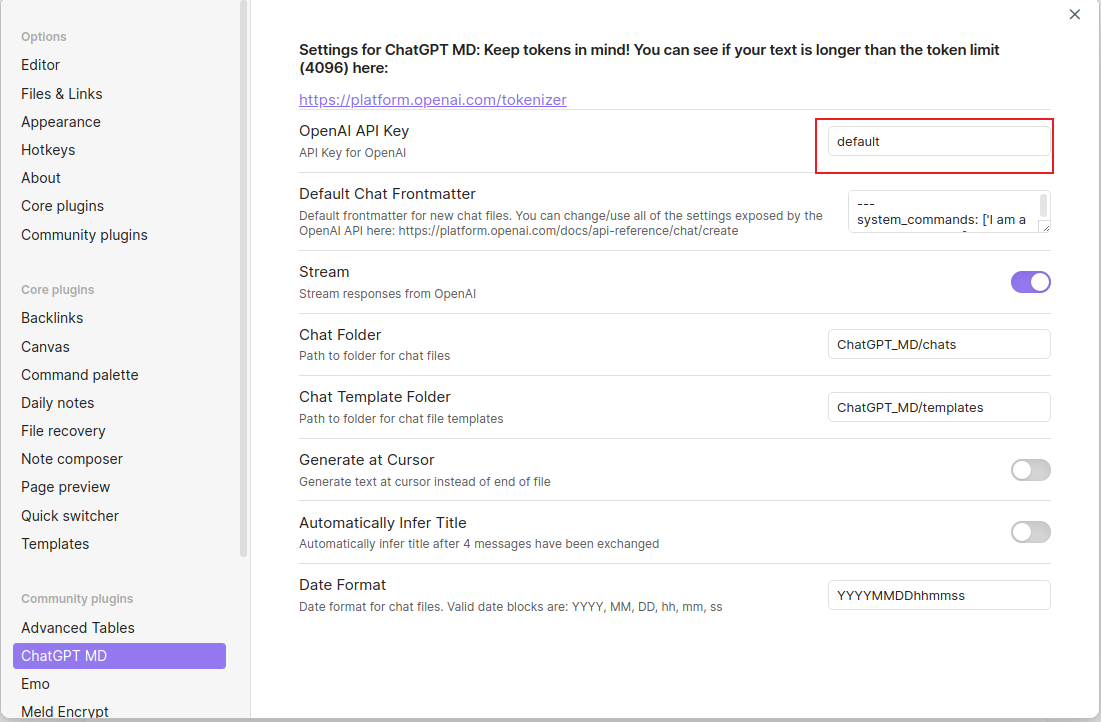 Options
Editor
Files & Links
Appearance
Hotkeys
About
Core plugins
Community plugins
Core plugins
Backlinks
Canvas
Command palette
Daily notes
File recovery
Note composer
Page preview
Quick switcher
Templates
Community plugins
Advanced Tables
ChatGPT MD
Emo
Meld Encrypt
Settings for ChatGPT MD: Keep tokens in mind! You can see if your text is longer than the token limit
(4096) here:
https://platform.openai.com/tokenizer
OpenAI API Key
API Key for OpenAI
default
Default Chat Frontmatter
Default frontmatter for new chat files. You can change/use all of the settings exposed by the
OpenAI API here: https://platform.openai.com/docs/api-reference/chat/create
---
system_commands: ['I am a
Stream
Stream responses from OpenAI
Chat Folder
Path to folder for chat files
ChatGPT_MD/chats
Chat Template Folder
Path to folder for chat file templates
ChatGPT_MD/templates
Generate at Cursor
Generate text at cursor instead of end of file
Automatically Infer Title
Automatically infer title after 4 messages have been exchanged
Date Format
Date format for chat files. Valid date blocks are: YYYY, MM, DD, hh, mm, ss
YYYYMMDDhhmmss